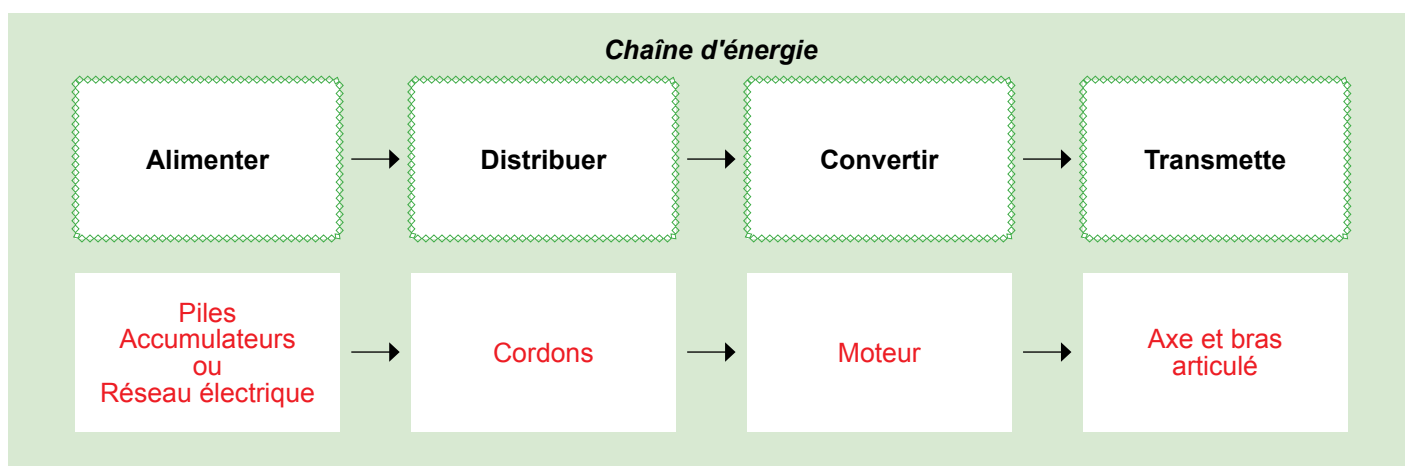 Chaîne d'énergie
Alimenter
Distribuer
Convertir
Transmette
Piles
Accumulateurs
ou
Réseau électrique
Cordons
Moteur
Axe et bras
articulé